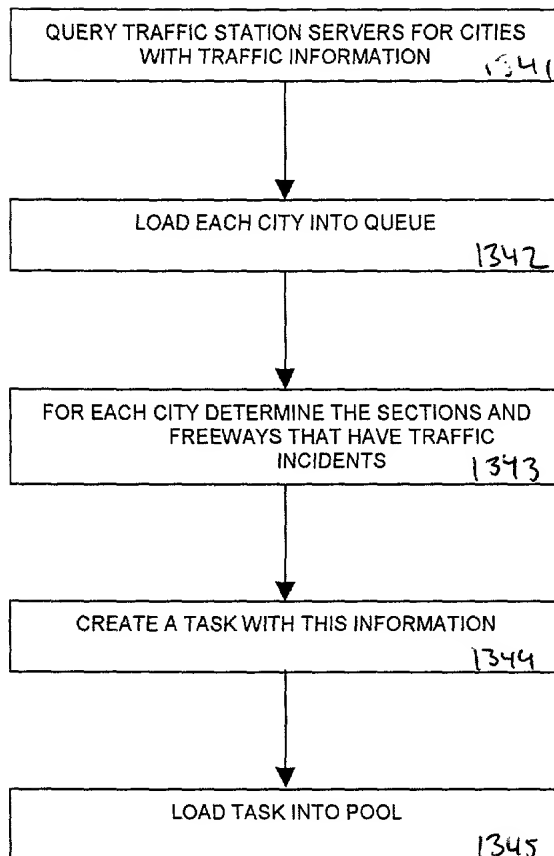 QUERY TRAFFIC STATION SERVERS FOR CITIES
WITH TRAFFIC INFORMATION
1341
LOAD EACH CITY INTO QUEUE
1342
FOR EACH CITY DETERMINE THE SECTIONS AND
FREEWAYS THAT HAVE TRAFFIC
INCIDENTS
1343
CREATE A TASK WITH THIS INFORMATION
1344
LOAD TASK INTO POOL
1345